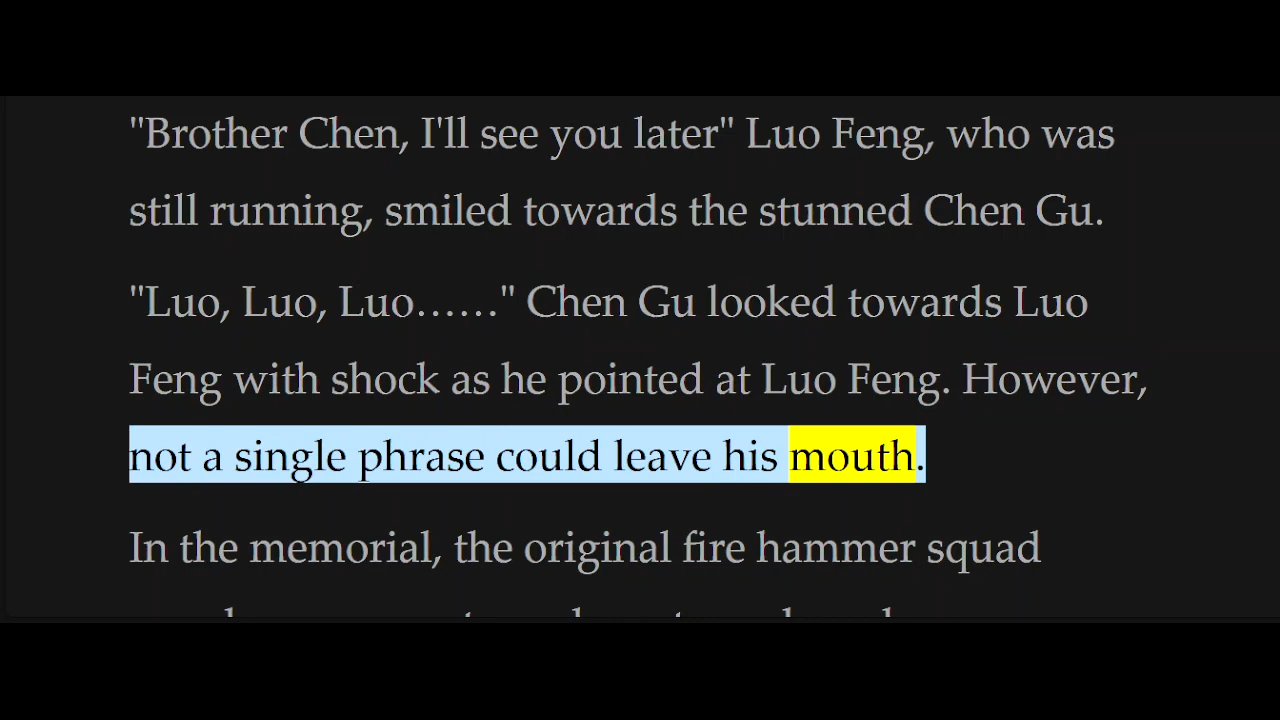 "Brother Chen, I'll see you later" Luo Feng, who was
still running, smiled towards the stunned Chen Gu.
"Luo, Luo, Luo……" Chen Gu looked towards Luo
Feng with shock as he pointed at Luo Feng. However,
not a single phrase could leave his mouth.
In the memorial, the original fire hammer squad